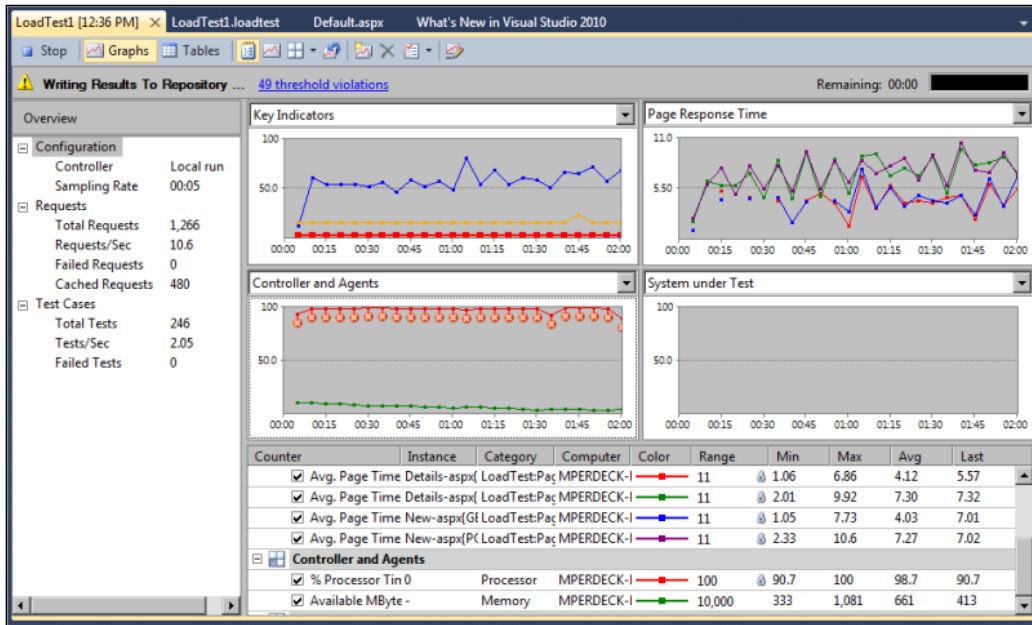 LoadTest1 [12:36 PM] LoadTest1.loadtest Default.aspx What's New in Visual Studio 2010
Stop Graphs Tables
Writing Results To Repository ... 49 threshold violations Remaining: 00:00
Overview
Configuration
Controller Local run
Sampling Rate 00:05
Requests
Total Requests 1,266
Requests/Sec 10.6
Failed Requests 0
Cached Requests 480
Test Cases
Total Tests 246
Tests/Sec 2.05
Failed Tests 0
Key Indicators
100
50.0
00:00 00:15 00:30 00:45 01:00 01:15 01:30 01:45 02:00
Page Response Time
11.0
5.50
00:00 00:15 00:30 00:45 01:00 01:15 01:30 01:45 02:00
Controller and Agents
100
50.0
00:00 00:15 00:30 00:45 01:00 01:15 01:30 01:45 02:00
System under Test
100
50.0
00:00 00:15 00:30 00:45 01:00 01:15 01:30 01:45 02:00
Counter Instance Category Computer Color Range Min Max Avg Last
Avg. Page Time Details-aspx( LoadTest:Pag MPERDECK-I 11 1.06 6.86 4.12 5.57
Avg. Page Time Details-aspx( LoadTest:Pag MPERDECK-I 11 2.01 9.92 7.30 7.32
Avg. Page Time New-aspx{GE LoadTest:Pag MPERDECK-I 11 1.05 7.73 4.03 7.01
Avg. Page Time New-aspx{PO LoadTest:Pag MPERDECK-I 11 2.33 10.6 7.27 7.02
Controller and Agents
% Processor Tim 0 Processor MPERDECK-I 100 90.7 100 98.7 90.7
Available MByte - Memory MPERDECK-I 10,000 333 1,081 661 413